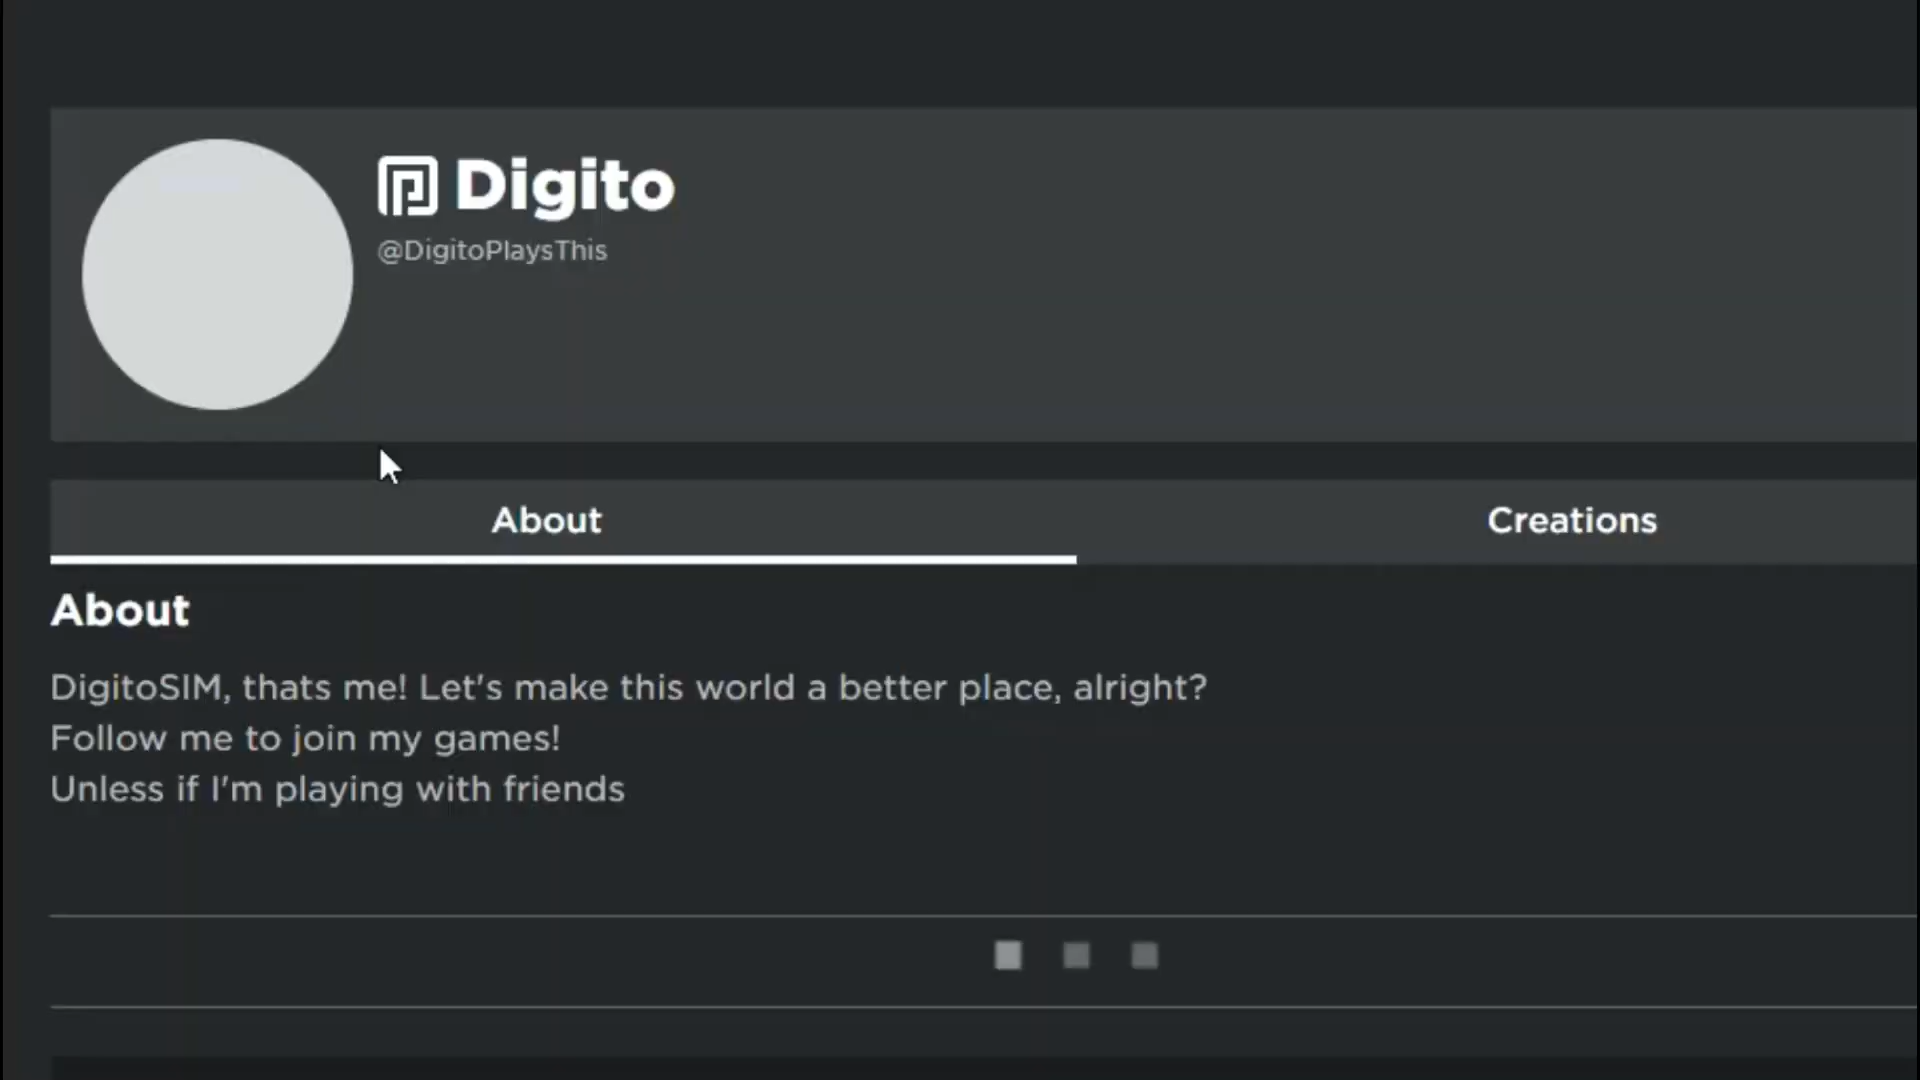 Digito
@DigitoPlaysThis
About
Creations
About
DigitoSIM, thats me! Let's make this world a better place, alright?
Follow me to join my games!
Unless if I'm playing with friends